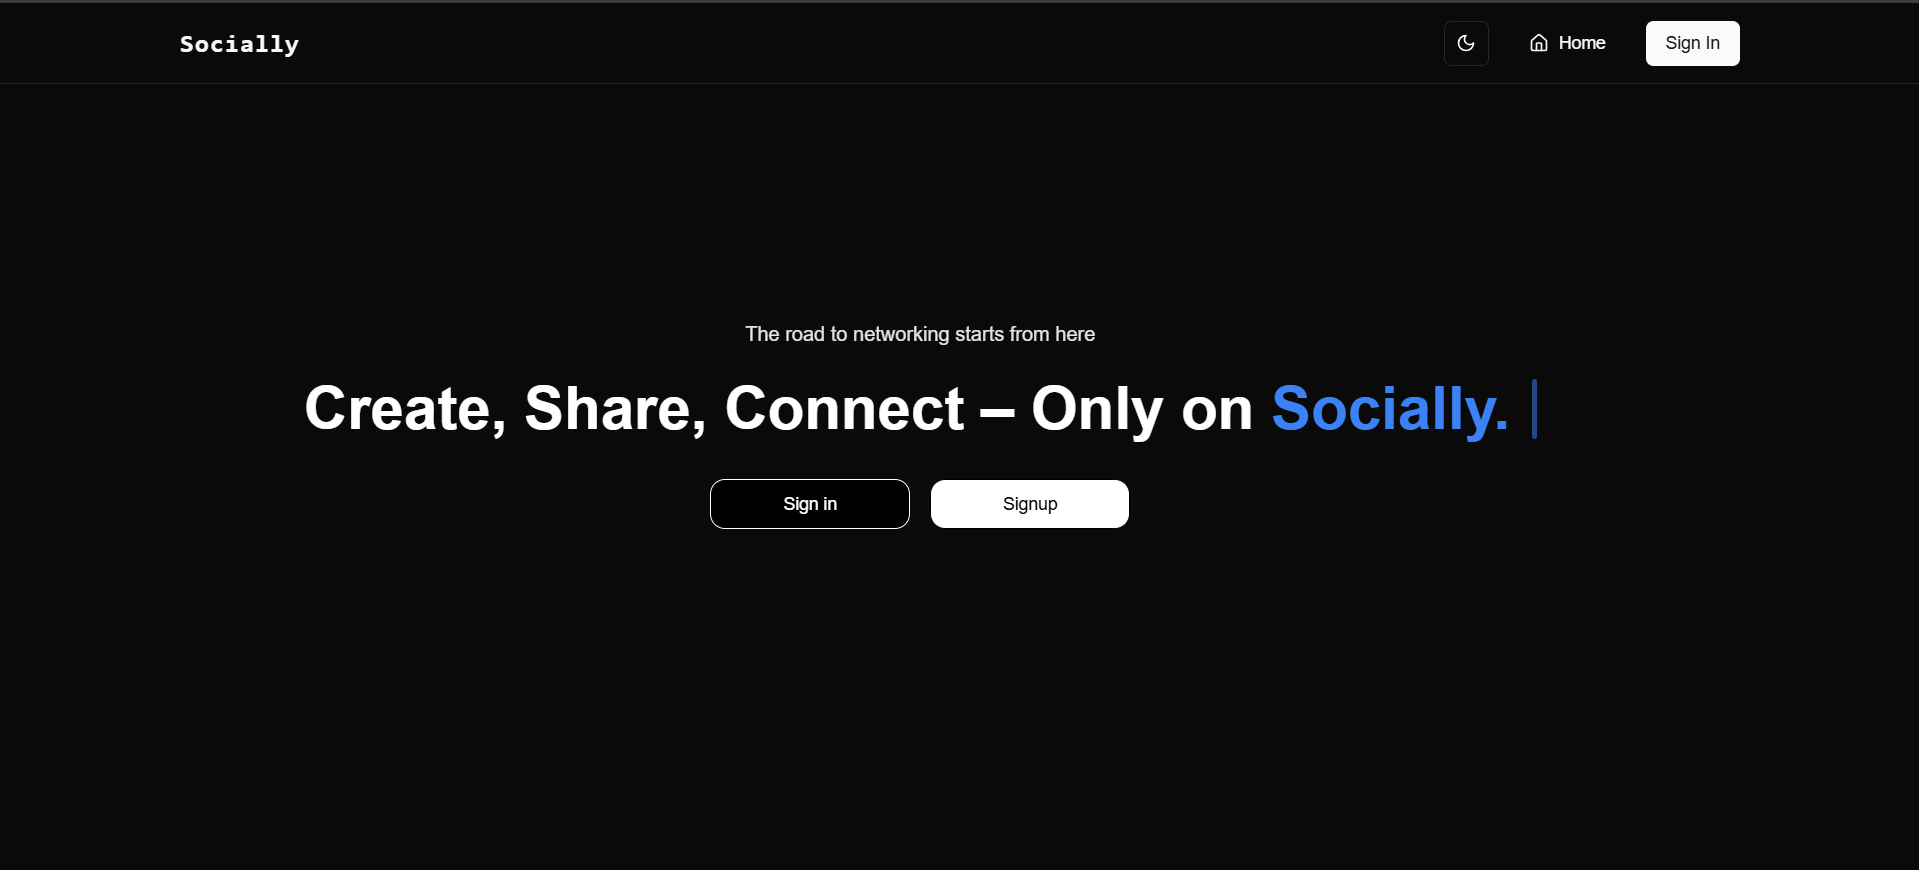 Socially
Home
Sign In
The road to networking starts from here
Create, Share, Connect – Only on Socially.
Sign in
Signup